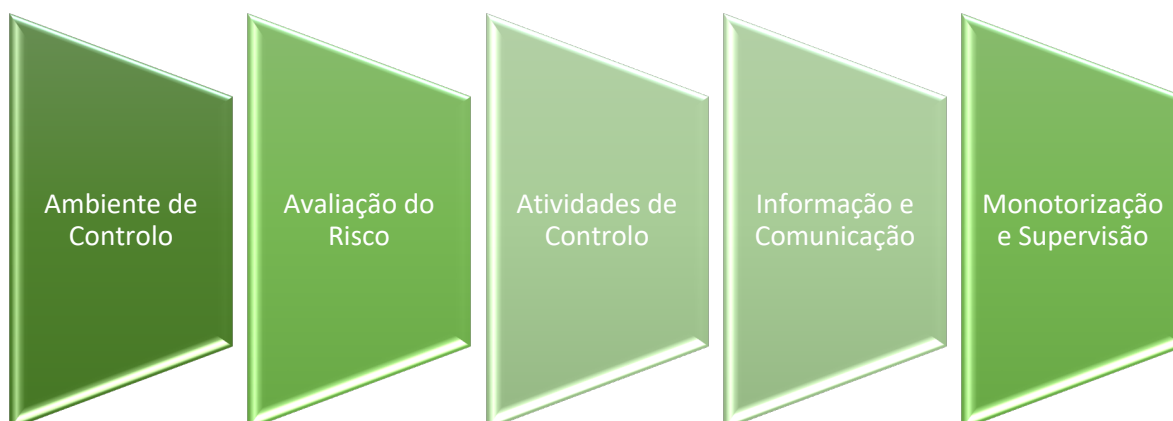 Ambiente de
Controlo
Avaliação do
Risco
Atividades de
Controlo
Informação e
Comunicação
Monotorização
e Supervisão